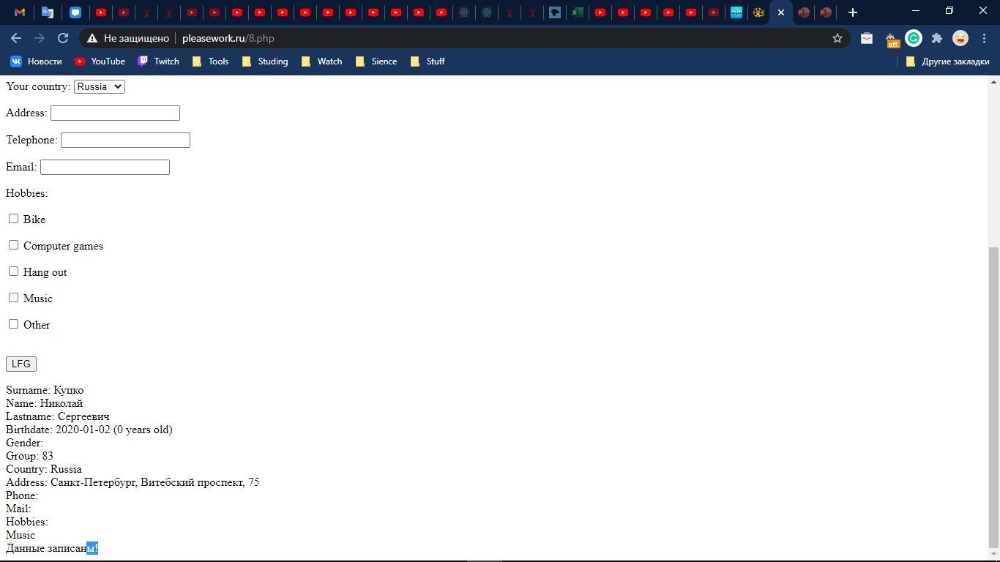 Не защищено pleasework.ru/8.php
off
Новости YouTube Twitch Tools Studing Watch Sience Stuff Другие закладки
Your country: Russia
Address:
Telephone:
Email:
Hobbies:
Bike
Computer games
Hang out
Music
Other
LFG
Surname: Куцко
Name: Николай
Lastname: Сергеевич
Birthdate: 2020-01-02 (0 years old)
Gender:
Group: 83
Country: Russia
Address: Санкт-Петербург, Витебский проспект, 75
Phone:
Mail:
Hobbies:
Music
Данные записаны!